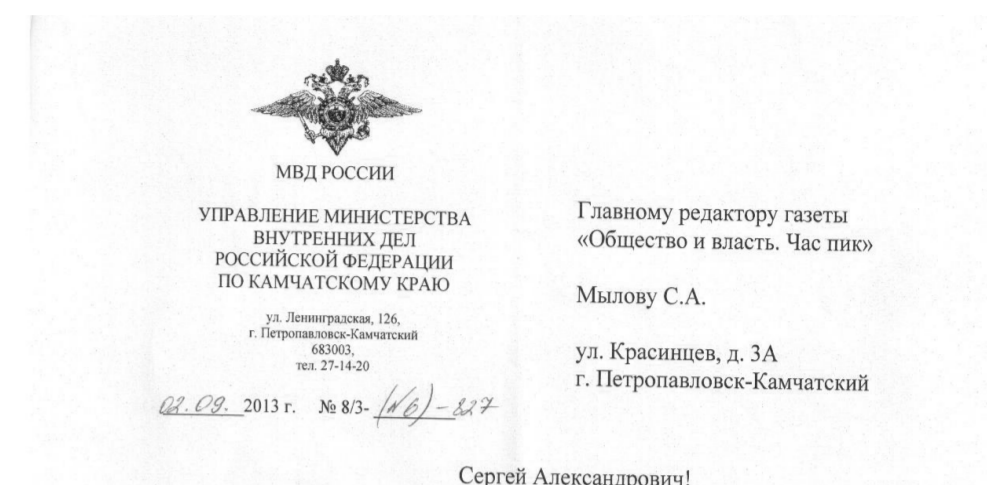 МВД РОССИИ
УПРАВЛЕНИЕ МИНИСТЕРСТВА
ВНУТРЕННИХ ДЕЛ
РОССИЙСКОЙ ФЕДЕРАЦИИ
ПО КАМЧАТСКОМУ КРАЮ
ул. Ленинградская, 126,
г. Петропавловск-Камчатский
683003,
тел. 27-14-20
02.09. 2013 г. № 8/3- (N6) - 827
Главному редактору газеты
«Общество и власть. Час пик»
Мылову С.А.
ул. Красинцев, д. 3А
г. Петропавловск-Камчатский
Сергей Александрович!